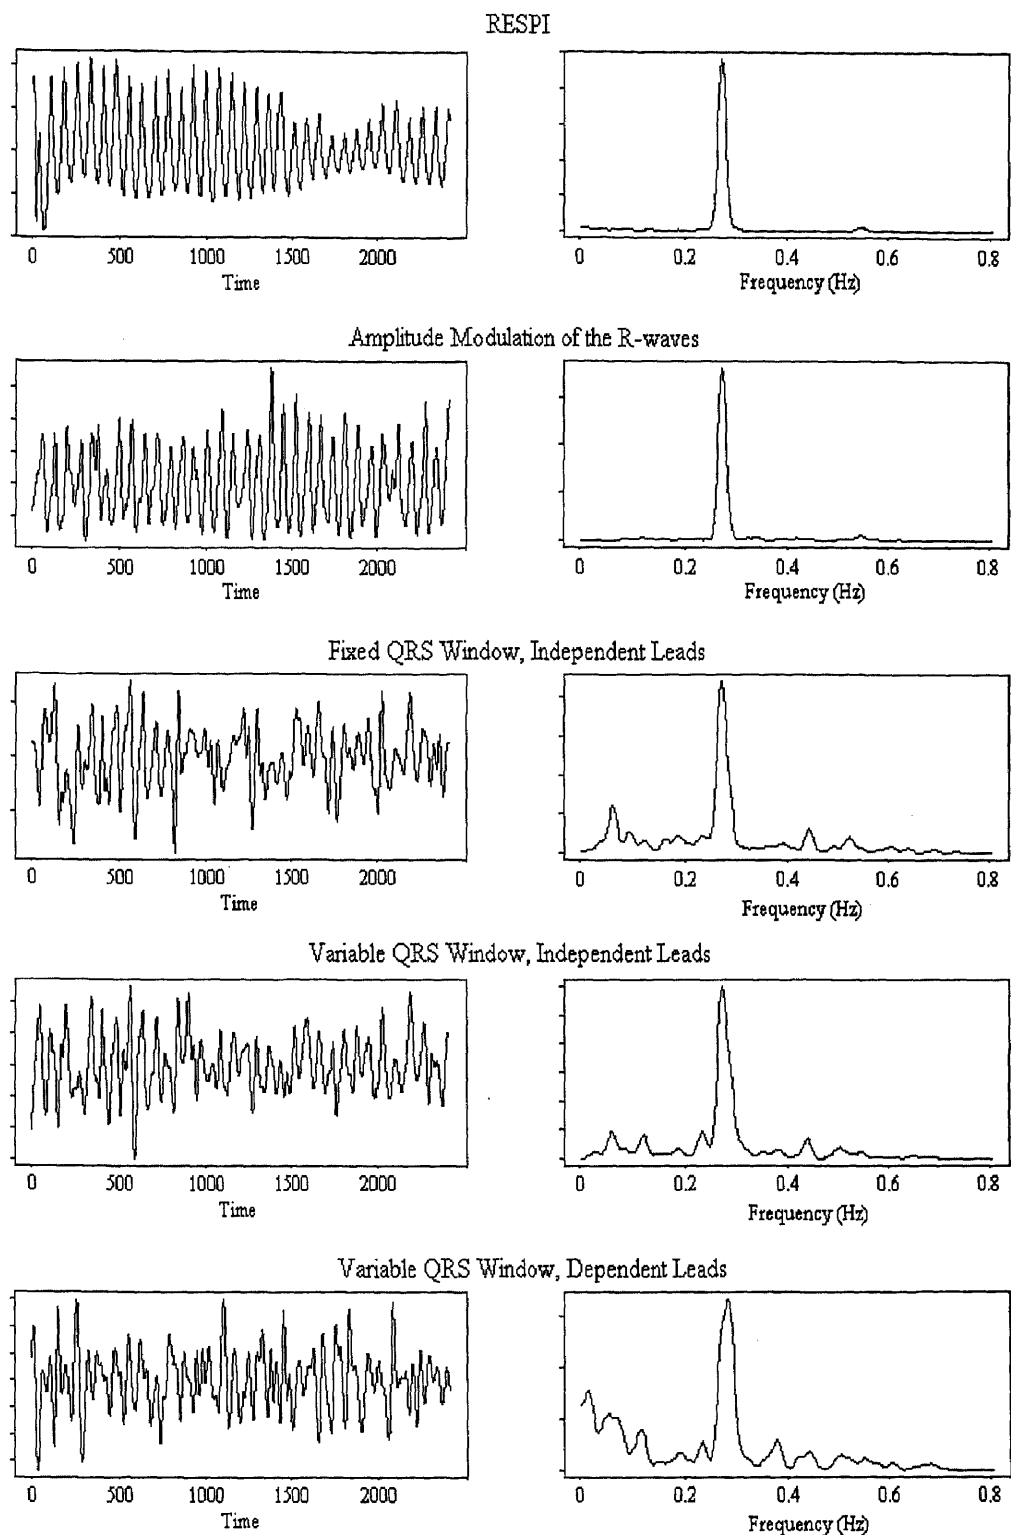 RESPI
0 500 1000 1500 2000
Time
0 0.2 0.4 0.6 0.8
Frequency (Hz)
Amplitude Modulation of the R-waves
0 500 1000 1500 2000
Time
0 0.2 0.4 0.6 0.8
Frequency (Hz)
Fixed QRS Window, Independent Leads
0 500 1000 1500 2000
Time
0 0.2 0.4 0.6 0.8
Frequency (Hz)
Variable QRS Window, Independent Leads
0 500 1000 1500 2000
Time
0 0.2 0.4 0.6 0.8
Frequency (Hz)
Variable QRS Window, Dependent Leads
0 500 1000 1500 2000
Time
0 0.2 0.4 0.6 0.8
Frequency (Hz)